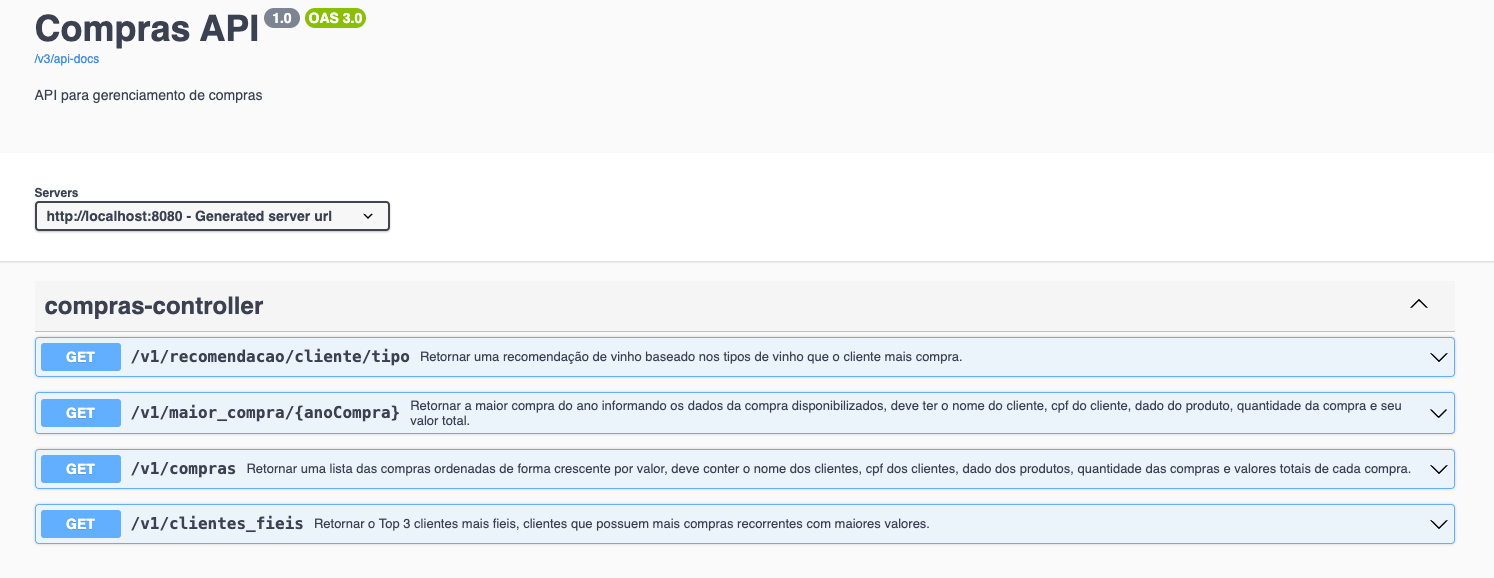 Compras API 1.0 OAS 3.0
/v3/api-docs
API para gerenciamento de compras
Servers
http://localhost:8080 - Generated server url
compras-controller
GET /v1/recomendacao/cliente/tipo Retornar uma recomendação de vinho baseado nos tipos de vinho que o cliente mais compra.
GET /v1/maior_compra/{anoCompra} Retornar a maior compra do ano informando os dados da compra disponibilizados, deve ter o nome do cliente, cpf do cliente, dado do produto, quantidade da compra e seu
valor total.
GET /v1/compras Retornar uma lista das compras ordenadas de forma crescente por valor, deve conter o nome dos clientes, cpf dos clientes, dado dos produtos, quantidade das compras e valores totais de cada compra.
GET /v1/clientes_fieis Retornar o Top 3 clientes mais fieis, clientes que possuem mais compras recorrentes com maiores valores.